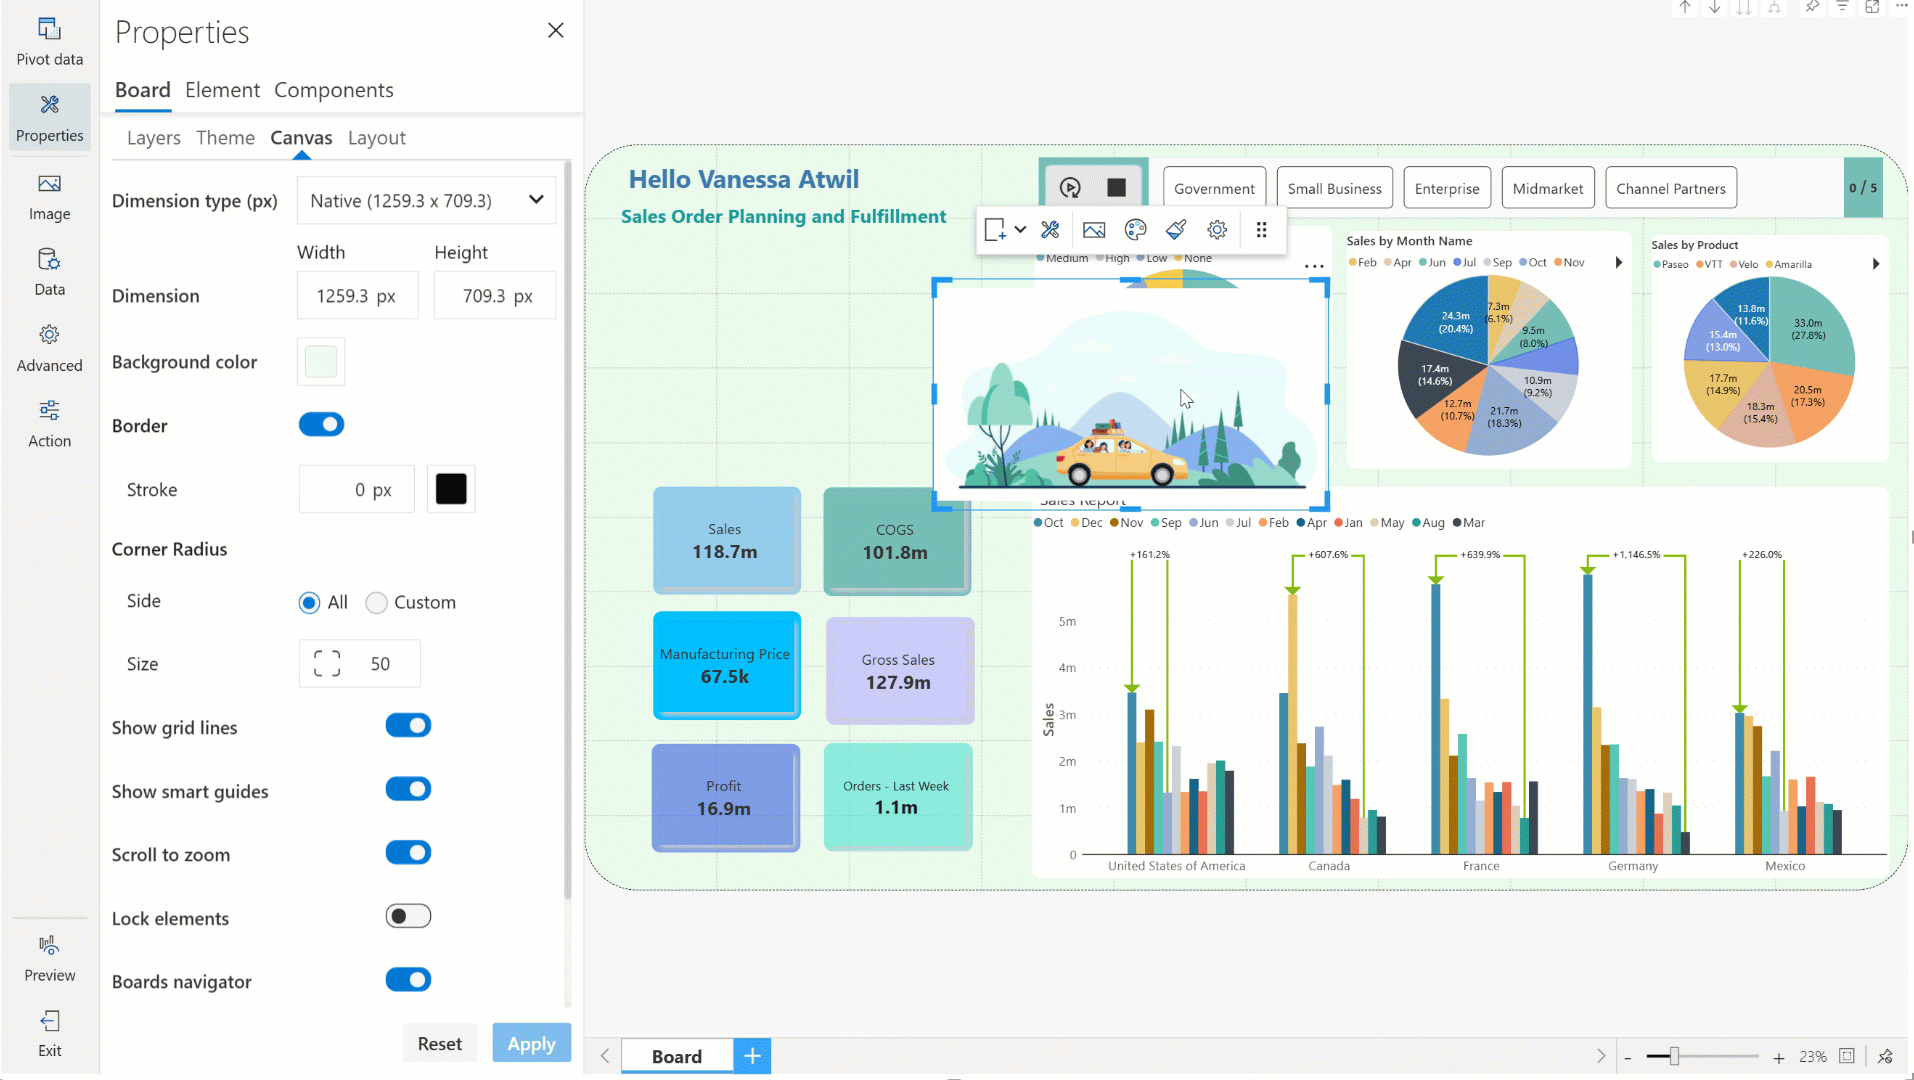 Pivot data
Properties
Image
Data
Advanced
Action
Preview
Exit
Properties
Board Element Components
Layers Theme Canvas Layout
Dimension type (px) Native (1259.3 x 709.3)
Width Height
Dimension 1259.3 px 709.3 px
Background color
Border
Stroke 0 px
Corner Radius
Side All Custom
Size 50
Show grid lines
Show smart guides
Scroll to zoom
Lock elements
Boards navigator
Reset Apply
Hello Vanessa Atwil
Sales Order Planning and Fulfillment
Government Small Business Enterprise Midmarket Channel Partners 0 / 5
Medium High Low None
Sales by Month Name
Feb Apr Jun Jul Sep Oct Nov
7.3m
(6.1%)
9.5m
(8.0%)
10.9m
(9.2%)
21.7m
(18.3%)
12.7m
(10.7%)
17.4m
(14.6%)
24.3m
(20.4%)
Sales by Product
Paseo VTT Velo Amarilla
33.0m
(27.8%)
20.5m
(17.3%)
18.3m
(15.4%)
17.7m
(14.9%)
15.4m
(13.0%)
13.8m
(11.6%)
Sales
118.7m
COGS
101.8m
Manufacturing Price
67.5k
Gross Sales
127.9m
Profit
16.9m
Orders - Last Week
1.1m
Sales Report
Oct Dec Nov Sep Jun Jul Feb Apr Jan May Aug Mar
+161.2% +607.6% +639.9% +1,146.5% +226.0%
Sales
5m
4m
3m
2m
1m
0
United States of America Canada France Germany Mexico
Board +
- + 23%